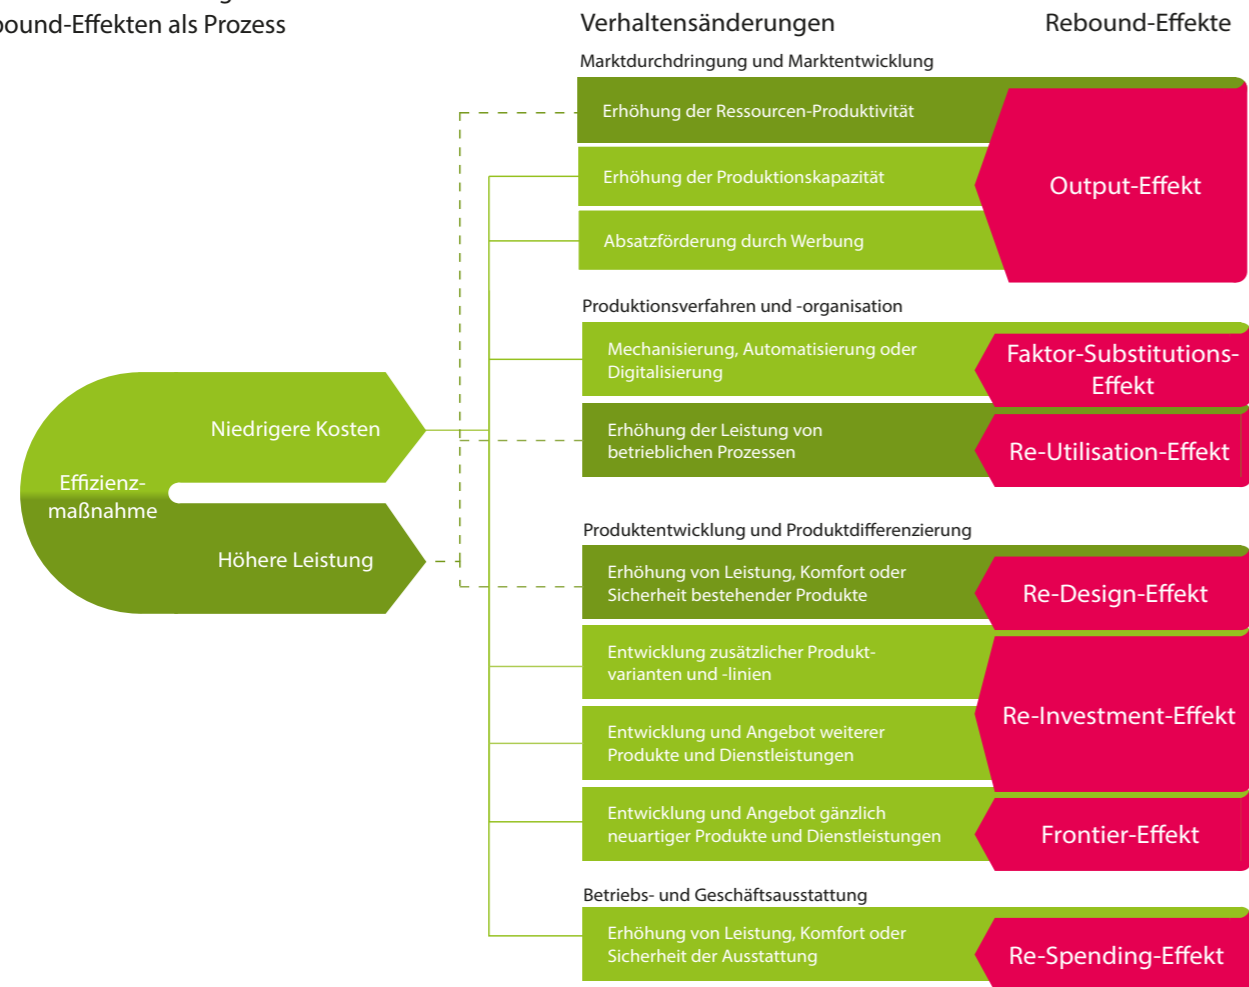 bound-Effekten als Prozess
Verhaltensänderungen
Rebound-Effekte
Marktdurchdringung und Marktentwicklung
Erhöhung der Ressourcen-Produktivität
Erhöhung der Produktionskapazität
Absatzförderung durch Werbung
Output-Effekt
Produktionsverfahren und -organisation
Mechanisierung, Automatisierung oder
Digitalisierung
Faktor-Substitutions-
Effekt
Erhöhung der Leistung von
betrieblichen Prozessen
Re-Utilisation-Effekt
Effizienz-
maßnahme
Niedrigere Kosten
Höhere Leistung
Produktentwicklung und Produktdifferenzierung
Erhöhung von Leistung, Komfort oder
Sicherheit bestehender Produkte
Re-Design-Effekt
Entwicklung zusätzlicher Produkt-
varianten und -linien
Entwicklung und Angebot weiterer
Produkte und Dienstleistungen
Re-Investment-Effekt
Entwicklung und Angebot gänzlich
neuartiger Produkte und Dienstleistungen
Frontier-Effekt
Betriebs- und Geschäftsausstattung
Erhöhung von Leistung, Komfort oder
Sicherheit der Ausstattung
Re-Spending-Effekt